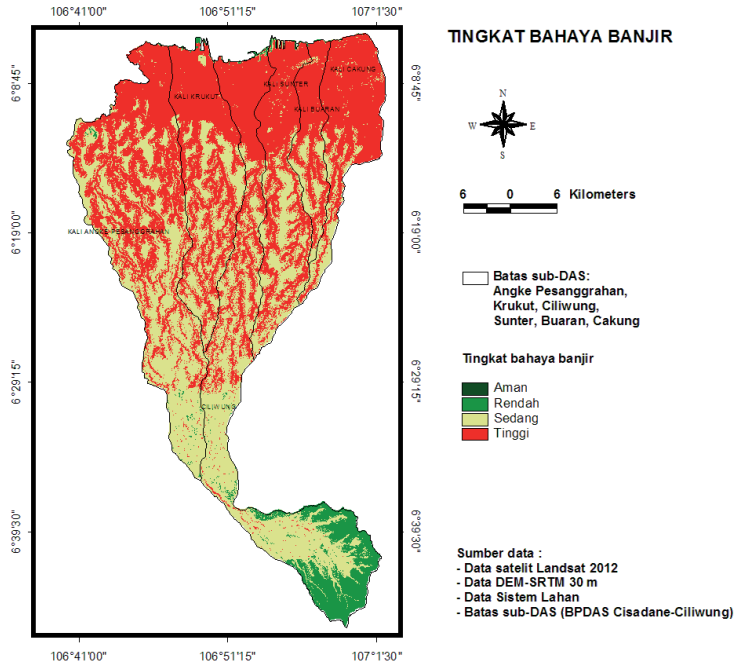 106°41'00"
106°51'15"
107°1'30"
6°8'45"
6°19'00"
6°29'15"
6°39'30"
6°8'45"
6°19'00"
6°29'15"
6°39'30"
KALI CAKUNG
KALI SUNTER
KALI KRUKUT
KALI BUARAN
KALI ANGKE PESANGGRAHAN
CILIWUNG
106°41'00"
106°51'15"
107°1'30"
TINGKAT BAHAYA BANJIR
N
W E
S
6 0 6 Kilometers
Batas sub-DAS:
Angke Pesanggrahan,
Krukut, Ciliwung,
Sunter, Buaran, Cakung
Tingkat bahaya banjir
Aman
Rendah
Sedang
Tinggi
Sumber data :
- Data satelit Landsat 2012
- Data DEM-SRTM 30 m
- Data Sistem Lahan
- Batas sub-DAS (BPDAS Cisadane-Ciliwung)